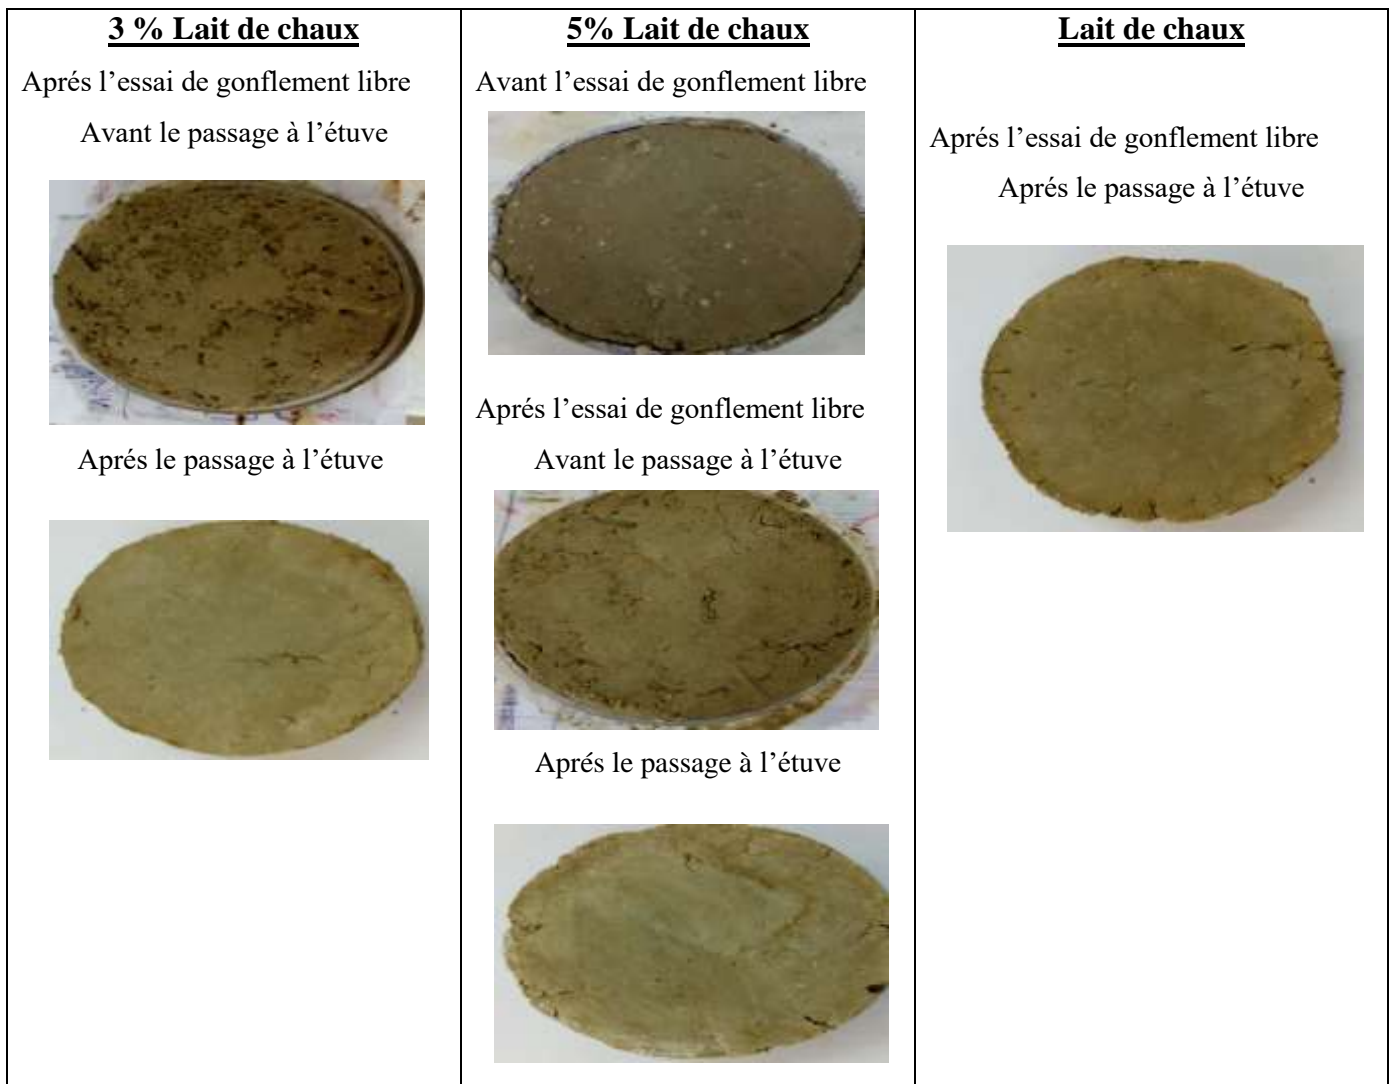 3 % Lait de chaux
Aprés l’essai de gonflement libre
Avant le passage à l’étuve
Aprés le passage à l’étuve
5% Lait de chaux
Avant l’essai de gonflement libre
Aprés l’essai de gonflement libre
Avant le passage à l’étuve
Aprés le passage à l’étuve
Lait de chaux
Aprés l’essai de gonflement libre
Aprés le passage à l’étuve